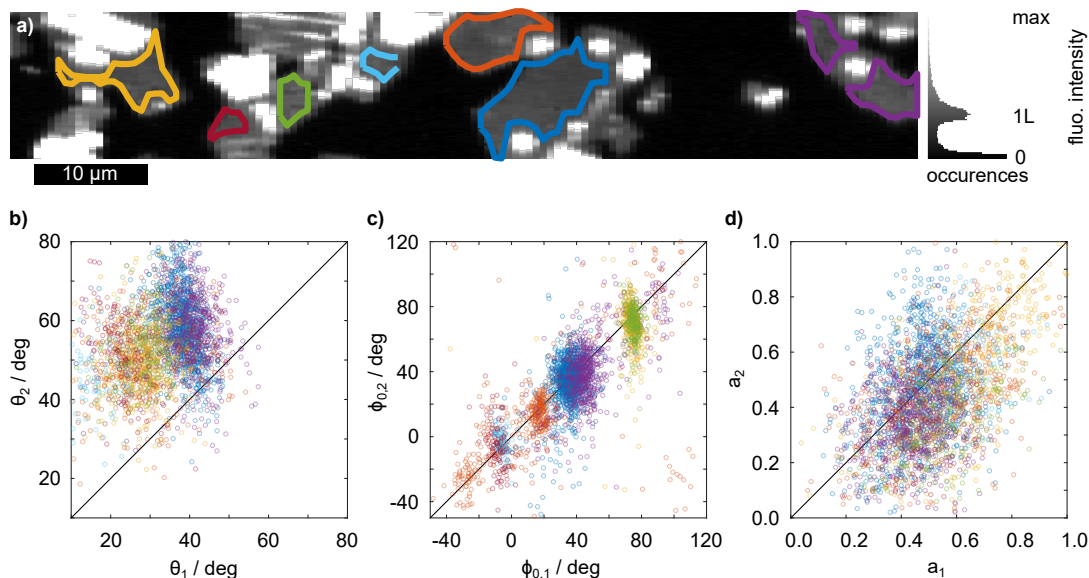 a)
max
1L
0
fluo. intensity
occurences
10 µm
b)
80
60
40
20
θ2 / deg
20 40 60 80
θ1 / deg
c)
120
80
40
0
-40
ϕ0,2 / deg
-40 0 40 80 120
ϕ0,1 / deg
d)
1.0
0.8
0.6
0.4
0.2
0.0
a2
0.0 0.2 0.4 0.6 0.8 1.0
a1